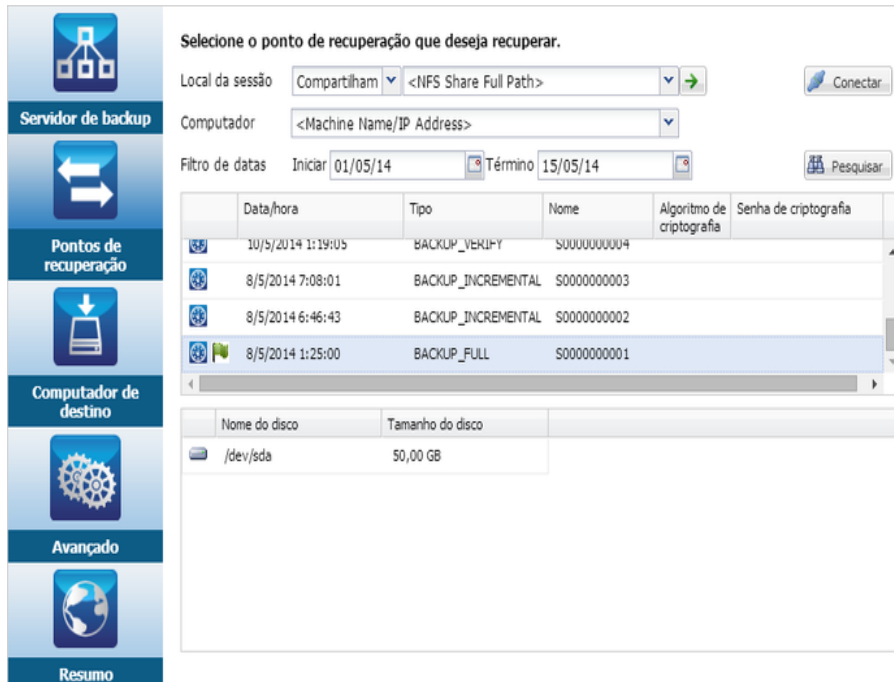 Servidor de backup
Pontos de
recuperação
Computador de
destino
Avançado
Resumo
Selecione o ponto de recuperação que deseja recuperar.
Local da sessão Compartilham <NFS Share Full Path> Conectar
Computador <Machine Name/IP Address>
Filtro de datas Iniciar 01/05/14 Término 15/05/14 Pesquisar
Data/hora Tipo Nome Algoritmo de criptografia Senha de criptografia
10/5/2014 1:19:05 BACKUP_VERIFY S0000000004
8/5/2014 7:08:01 BACKUP_INCREMENTAL S0000000003
8/5/2014 6:46:43 BACKUP_INCREMENTAL S0000000002
8/5/2014 1:25:00 BACKUP_FULL S0000000001
Nome do disco Tamanho do disco
/dev/sda 50,00 GB